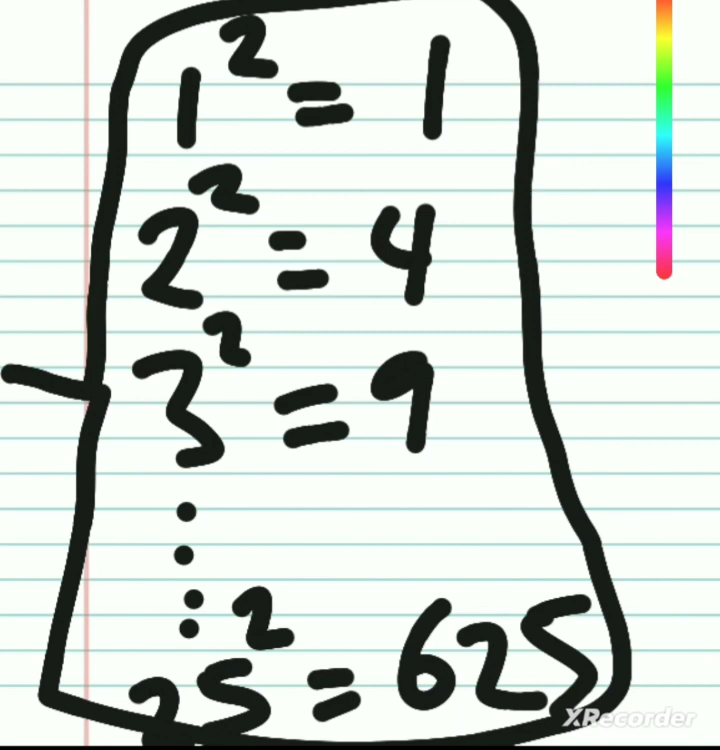 1² = 1
2² = 4
3² = 9
⋮
25² = 625
XRecorder